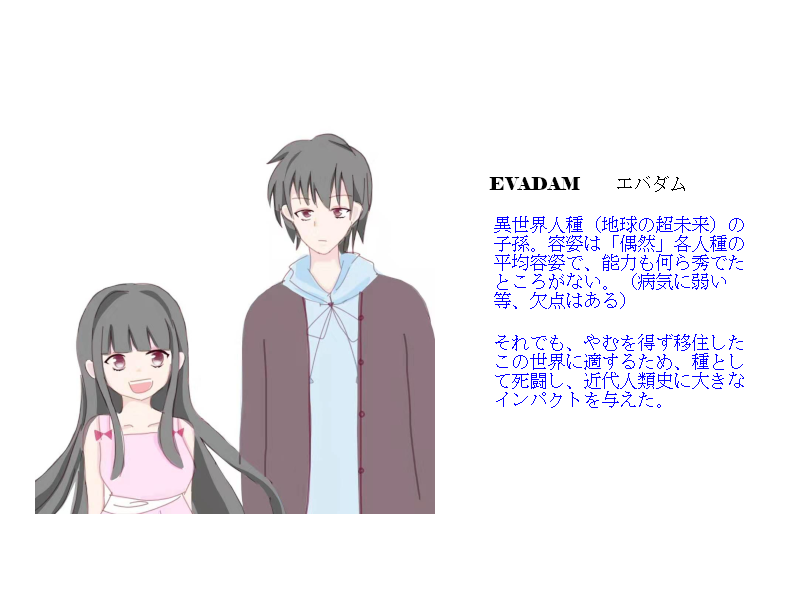 EVADAM　　エバダム
異世界人種（地球の超未来）の
子孫。容姿は「偶然」各人種の
平均容姿で、能力も何ら秀でた
ところがない。（病気に弱い
等、欠点はある）
それでも、やむを得ず移住した
この世界に適するため、種とし
て死闘し、近代人類史に大きな
インパクトを与えた。